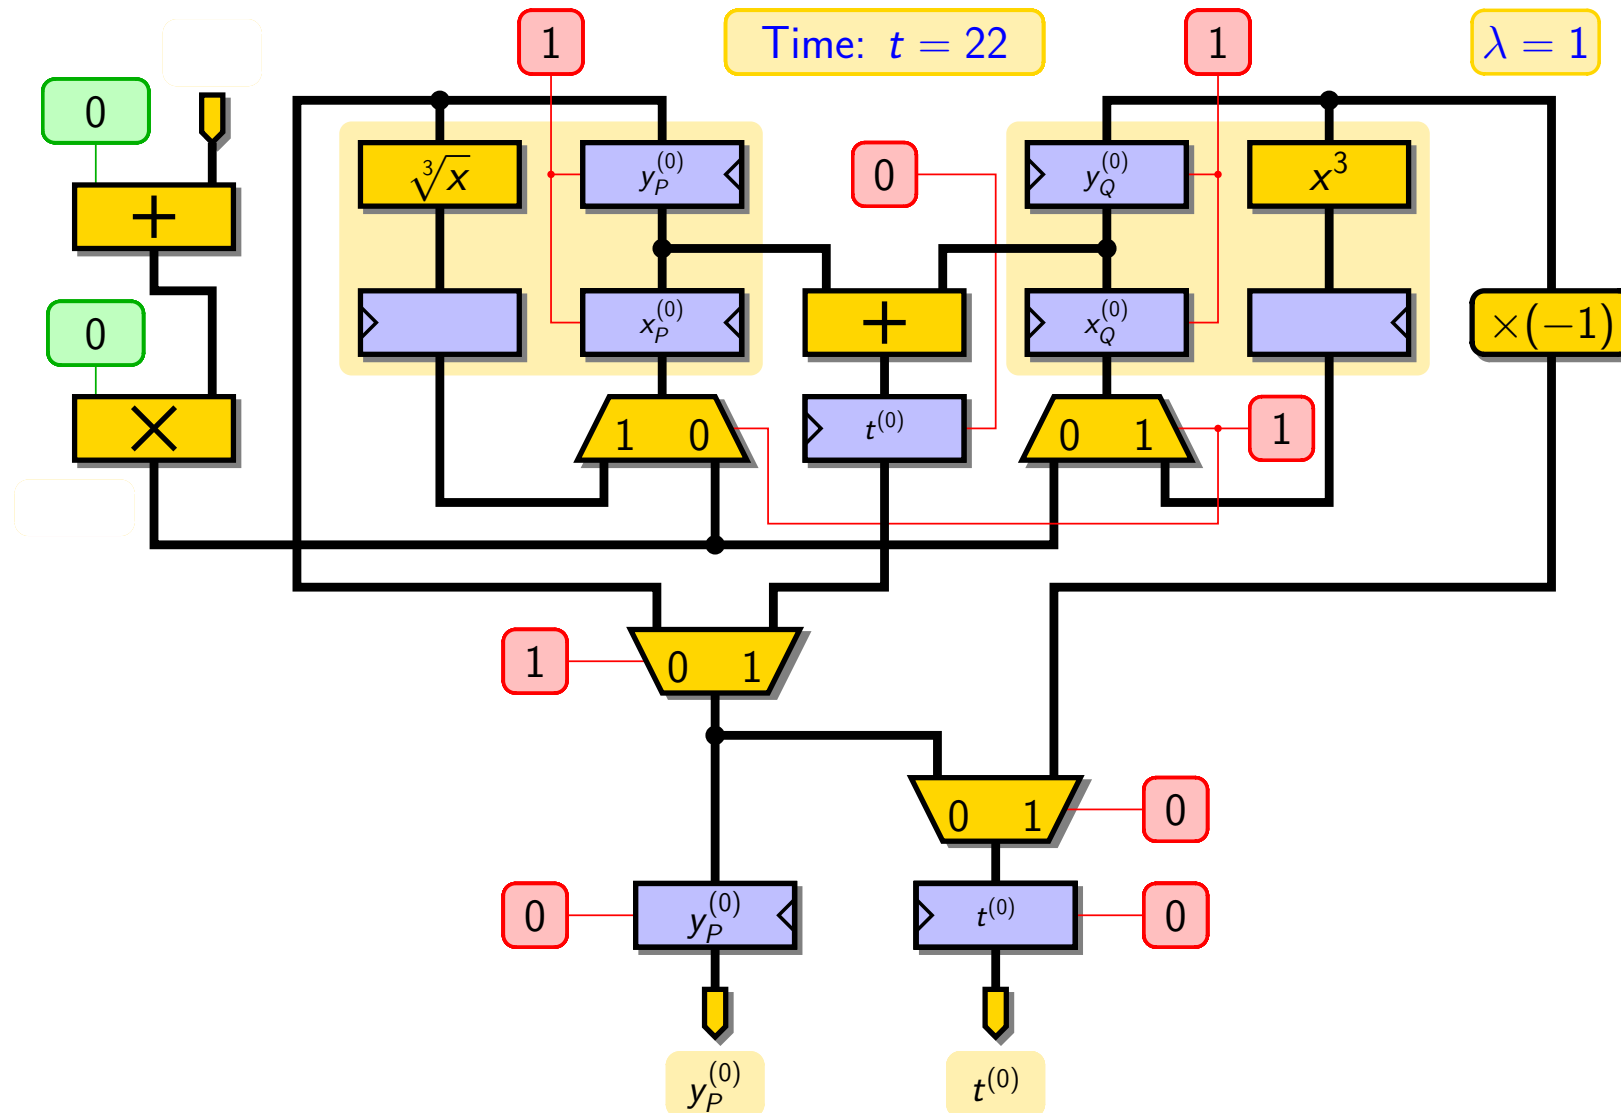 1
Time: t = 22
1
λ = 1
0
∛x
y_P^(0)
0
y_Q^(0)
x³
+
0
x_P^(0)
+
x_Q^(0)
×(−1)
×
1 0
t^(0)
0 1
1
1
0 1
0 1
0
0
y_P^(0)
t^(0)
0
y_P^(0)
t^(0)